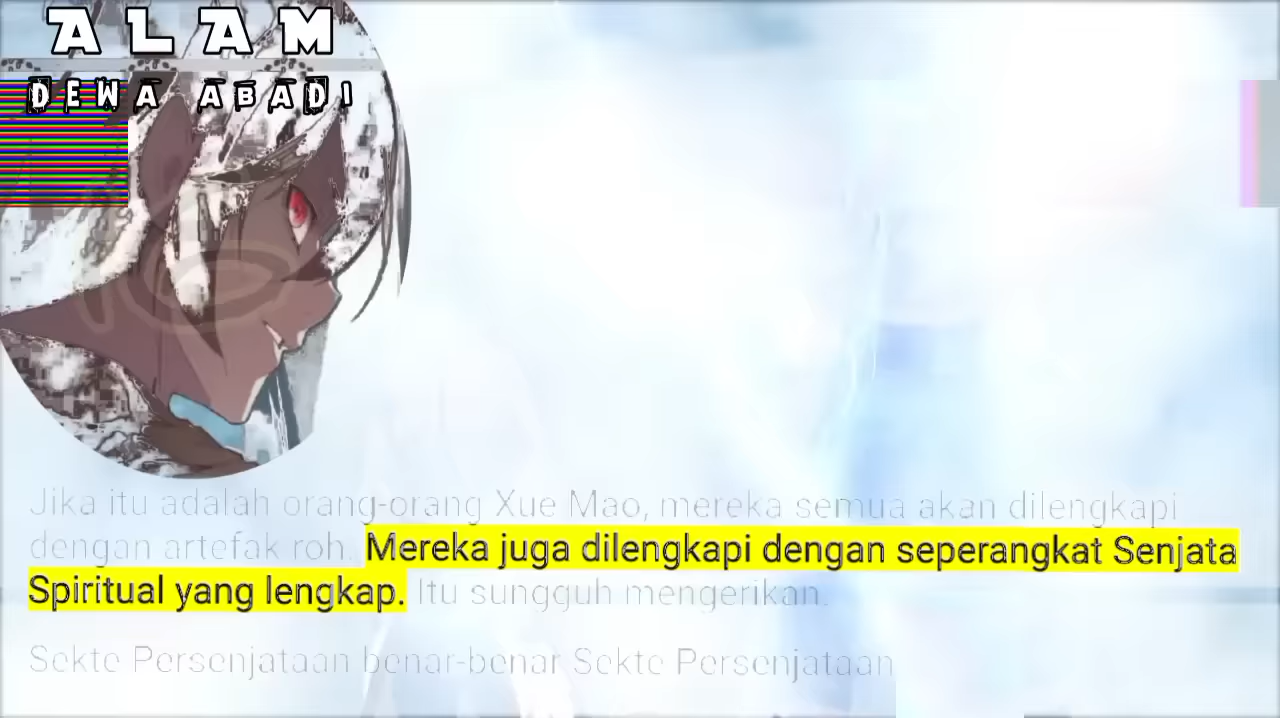 ALAM
DEWA ABADI
Jika itu adalah orang-orang Xue Mao, mereka semua akan dilengkapi
dengan artefak roh. Mereka juga dilengkapi dengan seperangkat Senjata
Spiritual yang lengkap. Itu sungguh mengerikan.
Sekte Persenjataan benar-benar Sekte Persenjataan